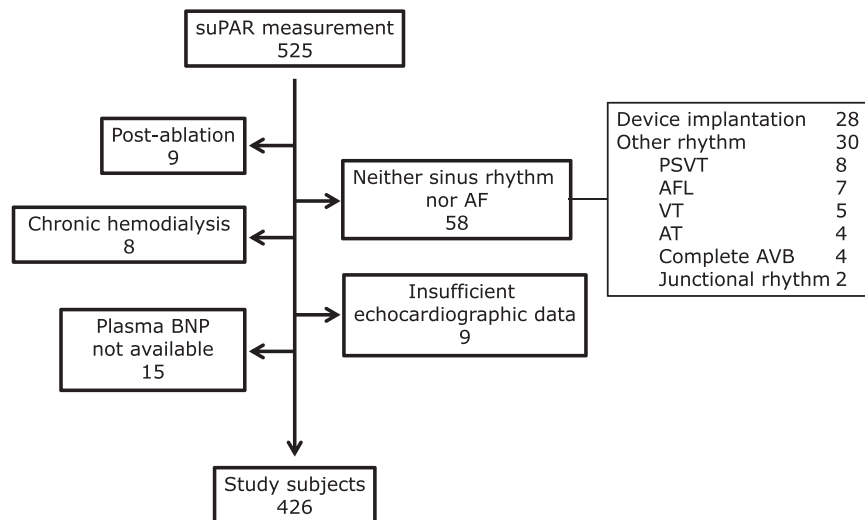 suPAR measurement
525
Post-ablation
9
Neither sinus rhythm
nor AF
58
Device implantation 28
Other rhythm 30
PSVT 8
AFL 7
VT 5
AT 4
Complete AVB 4
Junctional rhythm 2
Chronic hemodialysis
8
Insufficient
echocardiographic data
9
Plasma BNP
not available
15
Study subjects
426